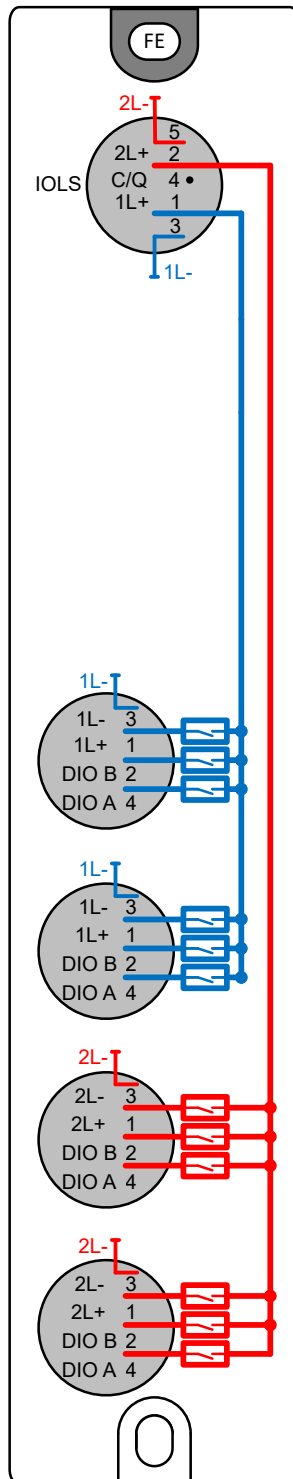 FE
2L-
5
2L+ 2
IOLS C/Q 4
1L+ 1
3
1L-
1L-
1L- 3
1L+ 1
DIO B 2
DIO A 4
1L-
1L- 3
1L+ 1
DIO B 2
DIO A 4
2L-
2L- 3
2L+ 1
DIO B 2
DIO A 4
2L-
2L- 3
2L+ 1
DIO B 2
DIO A 4